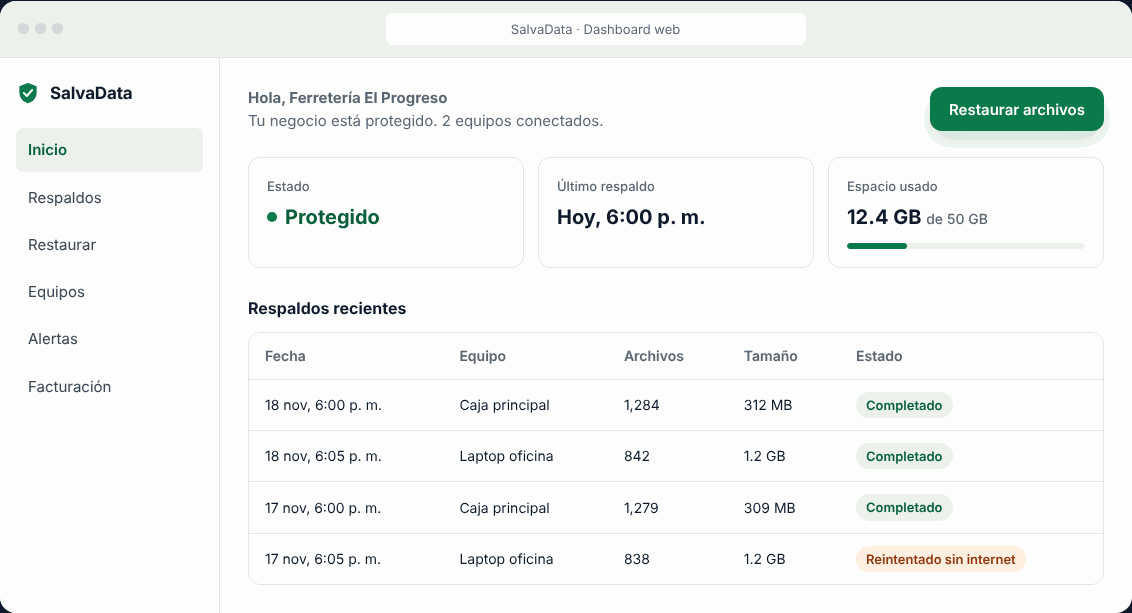 SalvaData · Dashboard web
SalvaData
Inicio
Respaldos
Restaurar
Equipos
Alertas
Facturación
Hola, Ferretería El Progreso
Tu negocio está protegido. 2 equipos conectados.
Restaurar archivos
Estado
Protegido
Último respaldo
Hoy, 6:00 p. m.
Espacio usado
12.4 GB de 50 GB
Respaldos recientes
Fecha Equipo Archivos Tamaño Estado
18 nov, 6:00 p. m. Caja principal 1,284 312 MB Completado
18 nov, 6:05 p. m. Laptop oficina 842 1.2 GB Completado
17 nov, 6:00 p. m. Caja principal 1,279 309 MB Completado
17 nov, 6:05 p. m. Laptop oficina 838 1.2 GB Reintentado sin internet